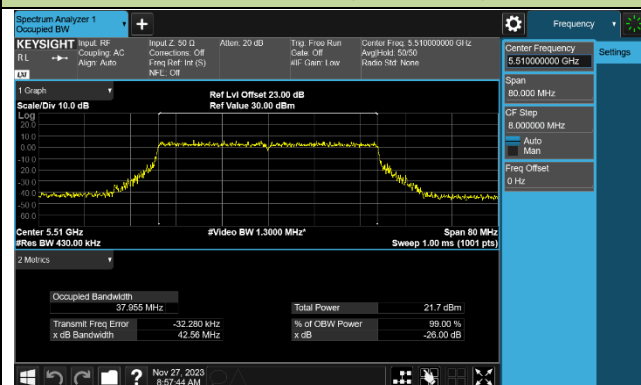 Spectrum Analyzer 1
Occupied BW
+
Frequency
KEYSIGHT
Input: RF
Coupling: AC
Align: Auto
Input Z: 50 Ω
Corrections: Off
Freq Ref: Int (S)
NFE: Off
Atten: 20 dB
Trig: Free Run
Gate: Off
#IF Gain: Low
Center Freq: 5.510000000 GHz
Avg|Hold: 50/50
Radio Std: None
RL
LXI
Center Frequency
5.510000000 GHz
Settings
Span
80.000 MHz
CF Step
8.000000 MHz
Auto
Man
Freq Offset
0 Hz
1 Graph
Scale/Div 10.0 dB
Ref Lvl Offset 23.00 dB
Ref Value 30.00 dBm
Log
20.0
10.0
0.00
-10.0
-20.0
-30.0
-40.0
-50.0
-60.0
Center 5.51 GHz
#Video BW 1.3000 MHz*
Span 80 MHz
#Res BW 430.00 kHz
Sweep 1.00 ms (1001 pts)
2 Metrics
Occupied Bandwidth
37.955 MHz
Total Power
21.7 dBm
Transmit Freq Error
-32.280 kHz
% of OBW Power
99.00 %
x dB Bandwidth
42.56 MHz
x dB
-26.00 dB
?
Nov 27, 2023
8:57:44 AM